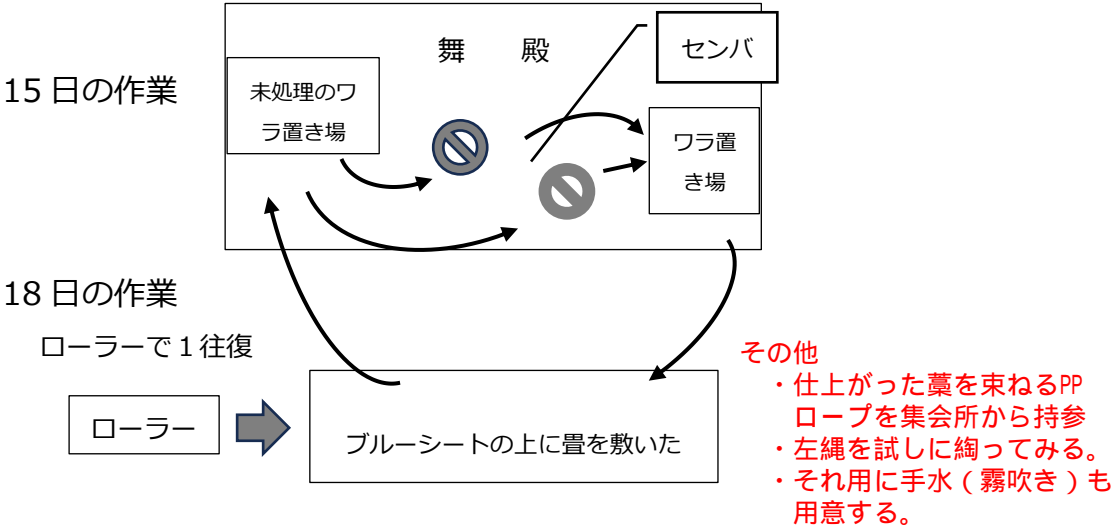 舞　殿
センバ
15 日の作業
未処理のワ
ラ置き場
ワラ置
き場
18 日の作業
ローラーで１往復
ローラー
ブルーシートの上に畳を敷いた
その他
・仕上がった藁を束ねるPP
ロープを集会所から持参
・左縄を試しに綯ってみる。
・それ用に手水（霧吹き）も
用意する。